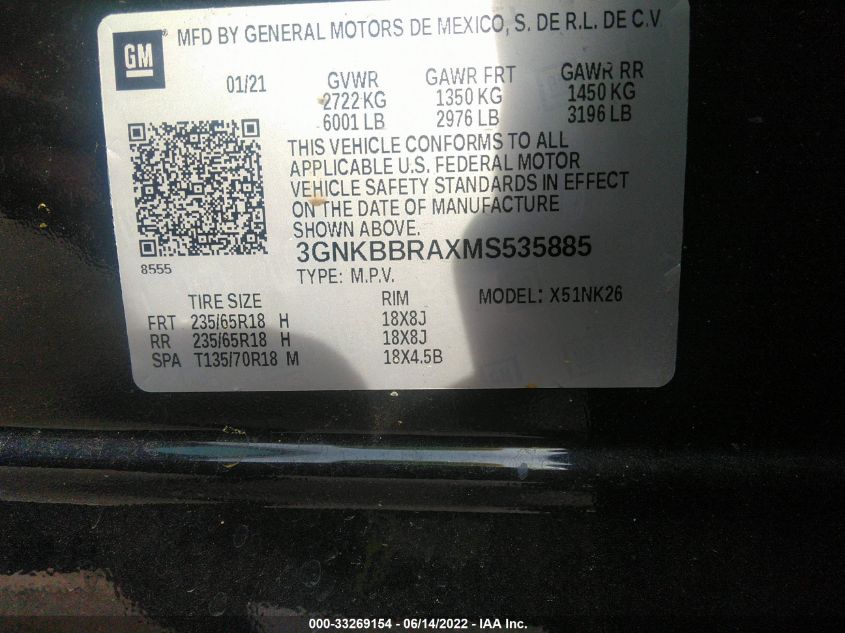 GM ® MFD BY GENERAL MOTORS DE MEXICO, S. DE R.L. DE C.V
01/21 GVWR GAWR FRT GAWR RR
2722 KG 1350 KG 1450 KG
6001 LB 2976 LB 3196 LB
THIS VEHICLE CONFORMS TO ALL
APPLICABLE U.S. FEDERAL MOTOR
VEHICLE SAFETY STANDARDS IN EFFECT
ON THE DATE OF MANUFACTURE
SHOWN ABOVE.
3GNKBBRAXMS535885
8555
TYPE: M.P.V.
TIRE SIZE RIM MODEL: X51NK26
FRT 235/65R18 H 18X8J
RR 235/65R18 H 18X8J
SPA T135/70R18 M 18X4.5B
000-33269154 - 06/14/2022 - IAA Inc.